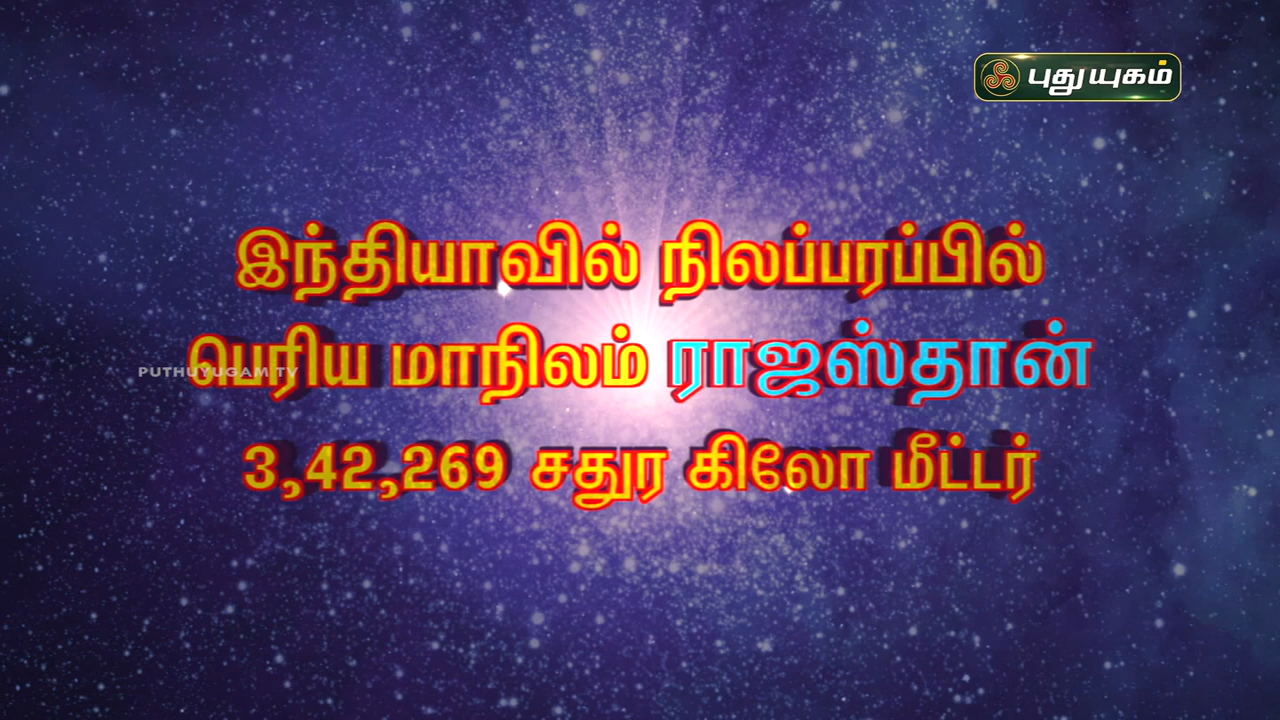 புதுயுகம்
இந்தியாவில் நிலப்பரப்பில்
பெரிய மாநிலம் ராஜஸ்தான்
PUTHUYUGAM TV
3,42,269 சதுர கிலோ மீட்டர்